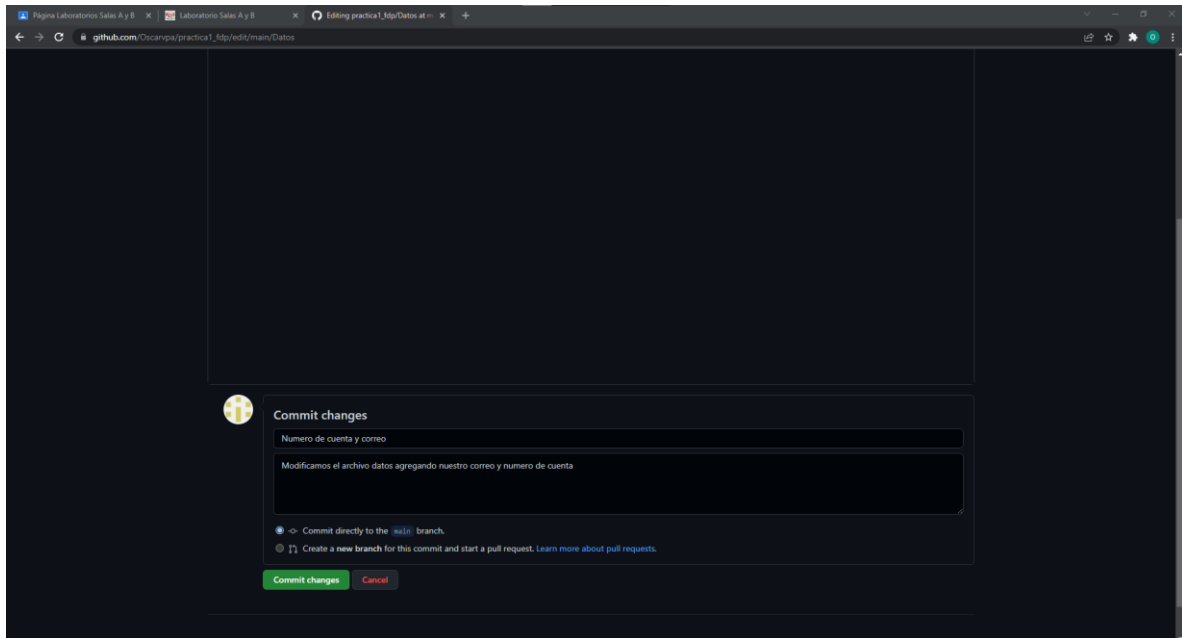 Página Laboratorios Salas A y B
Laboratorio Salas A y B
Editing practica1_fdp/Datos at m
github.com/Oscarvpa/practica1_fdp/edit/main/Datos
O
Commit changes
Numero de cuenta y correo
Modificamos el archivo datos agregando nuestro correo y numero de cuenta
Commit directly to the main branch.
Create a new branch for this commit and start a pull request. Learn more about pull requests.
Commit changes
Cancel